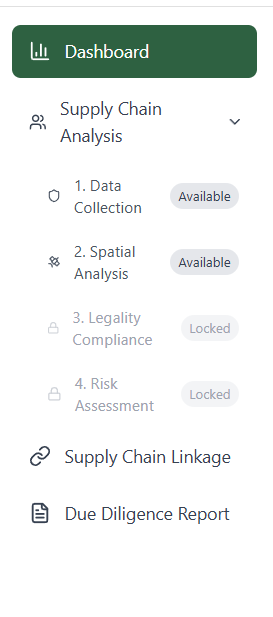 Dashboard
Supply Chain
Analysis
1. Data
Collection
Available
2. Spatial
Analysis
Available
3. Legality
Compliance
Locked
4. Risk
Assessment
Locked
Supply Chain Linkage
Due Diligence Report